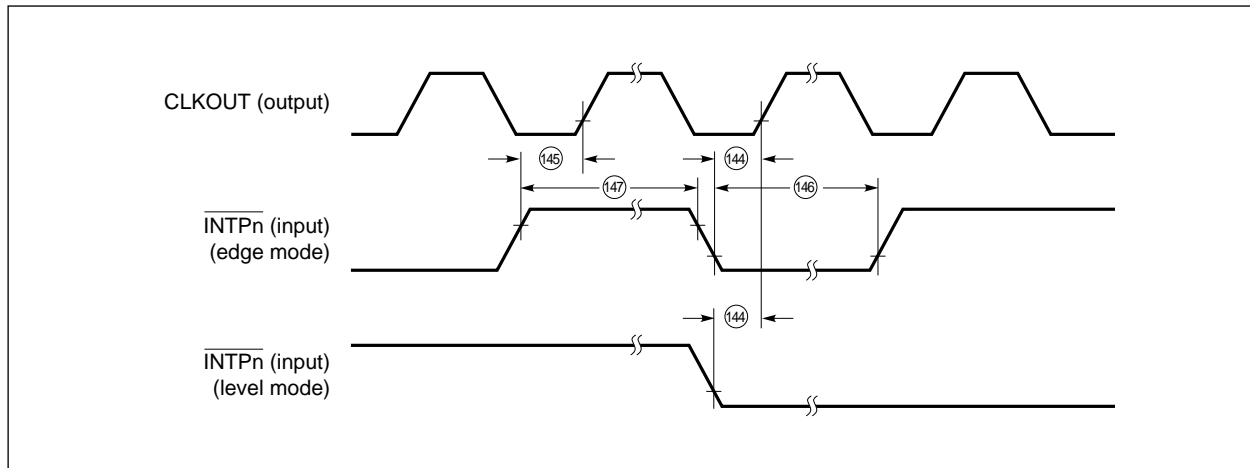 CLKOUT (output)
145
144
147
146
INTPn (input)
(edge mode)
144
INTPn (input)
(level mode)